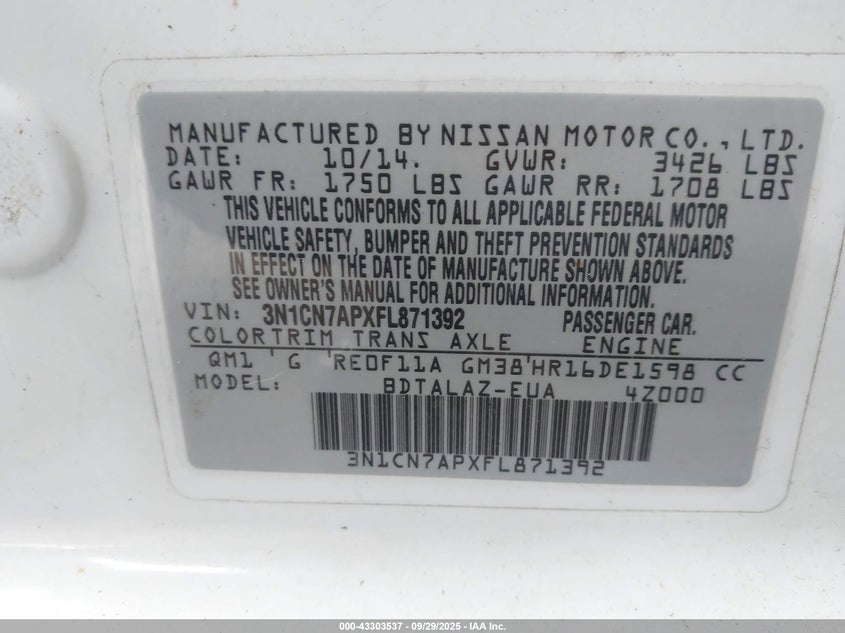 MANUFACTURED BY NISSAN MOTOR CO., LTD.
DATE: 10/14. GVWR: 3426 LBS
GAWR FR: 1750 LBS GAWR RR: 1708 LBS
THIS VEHICLE CONFORMS TO ALL APPLICABLE FEDERAL MOTOR
VEHICLE SAFETY, BUMPER AND THEFT PREVENTION STANDARDS
IN EFFECT ON THE DATE OF MANUFACTURE SHOWN ABOVE.
SEE OWNER'S MANUAL FOR ADDITIONAL INFORMATION.
VIN: 3N1CN7APXFL871392 PASSENGER CAR.
COLORTRIM TRANS AXLE ENGINE
QM1 'G 'RE0F11A GM38'HR16DE1598 CC
MODEL: BDTALAZ-EUA 4Z000
3N1CN7APXFL871392
000-43303537 - 09/29/2025 - IAA Inc.